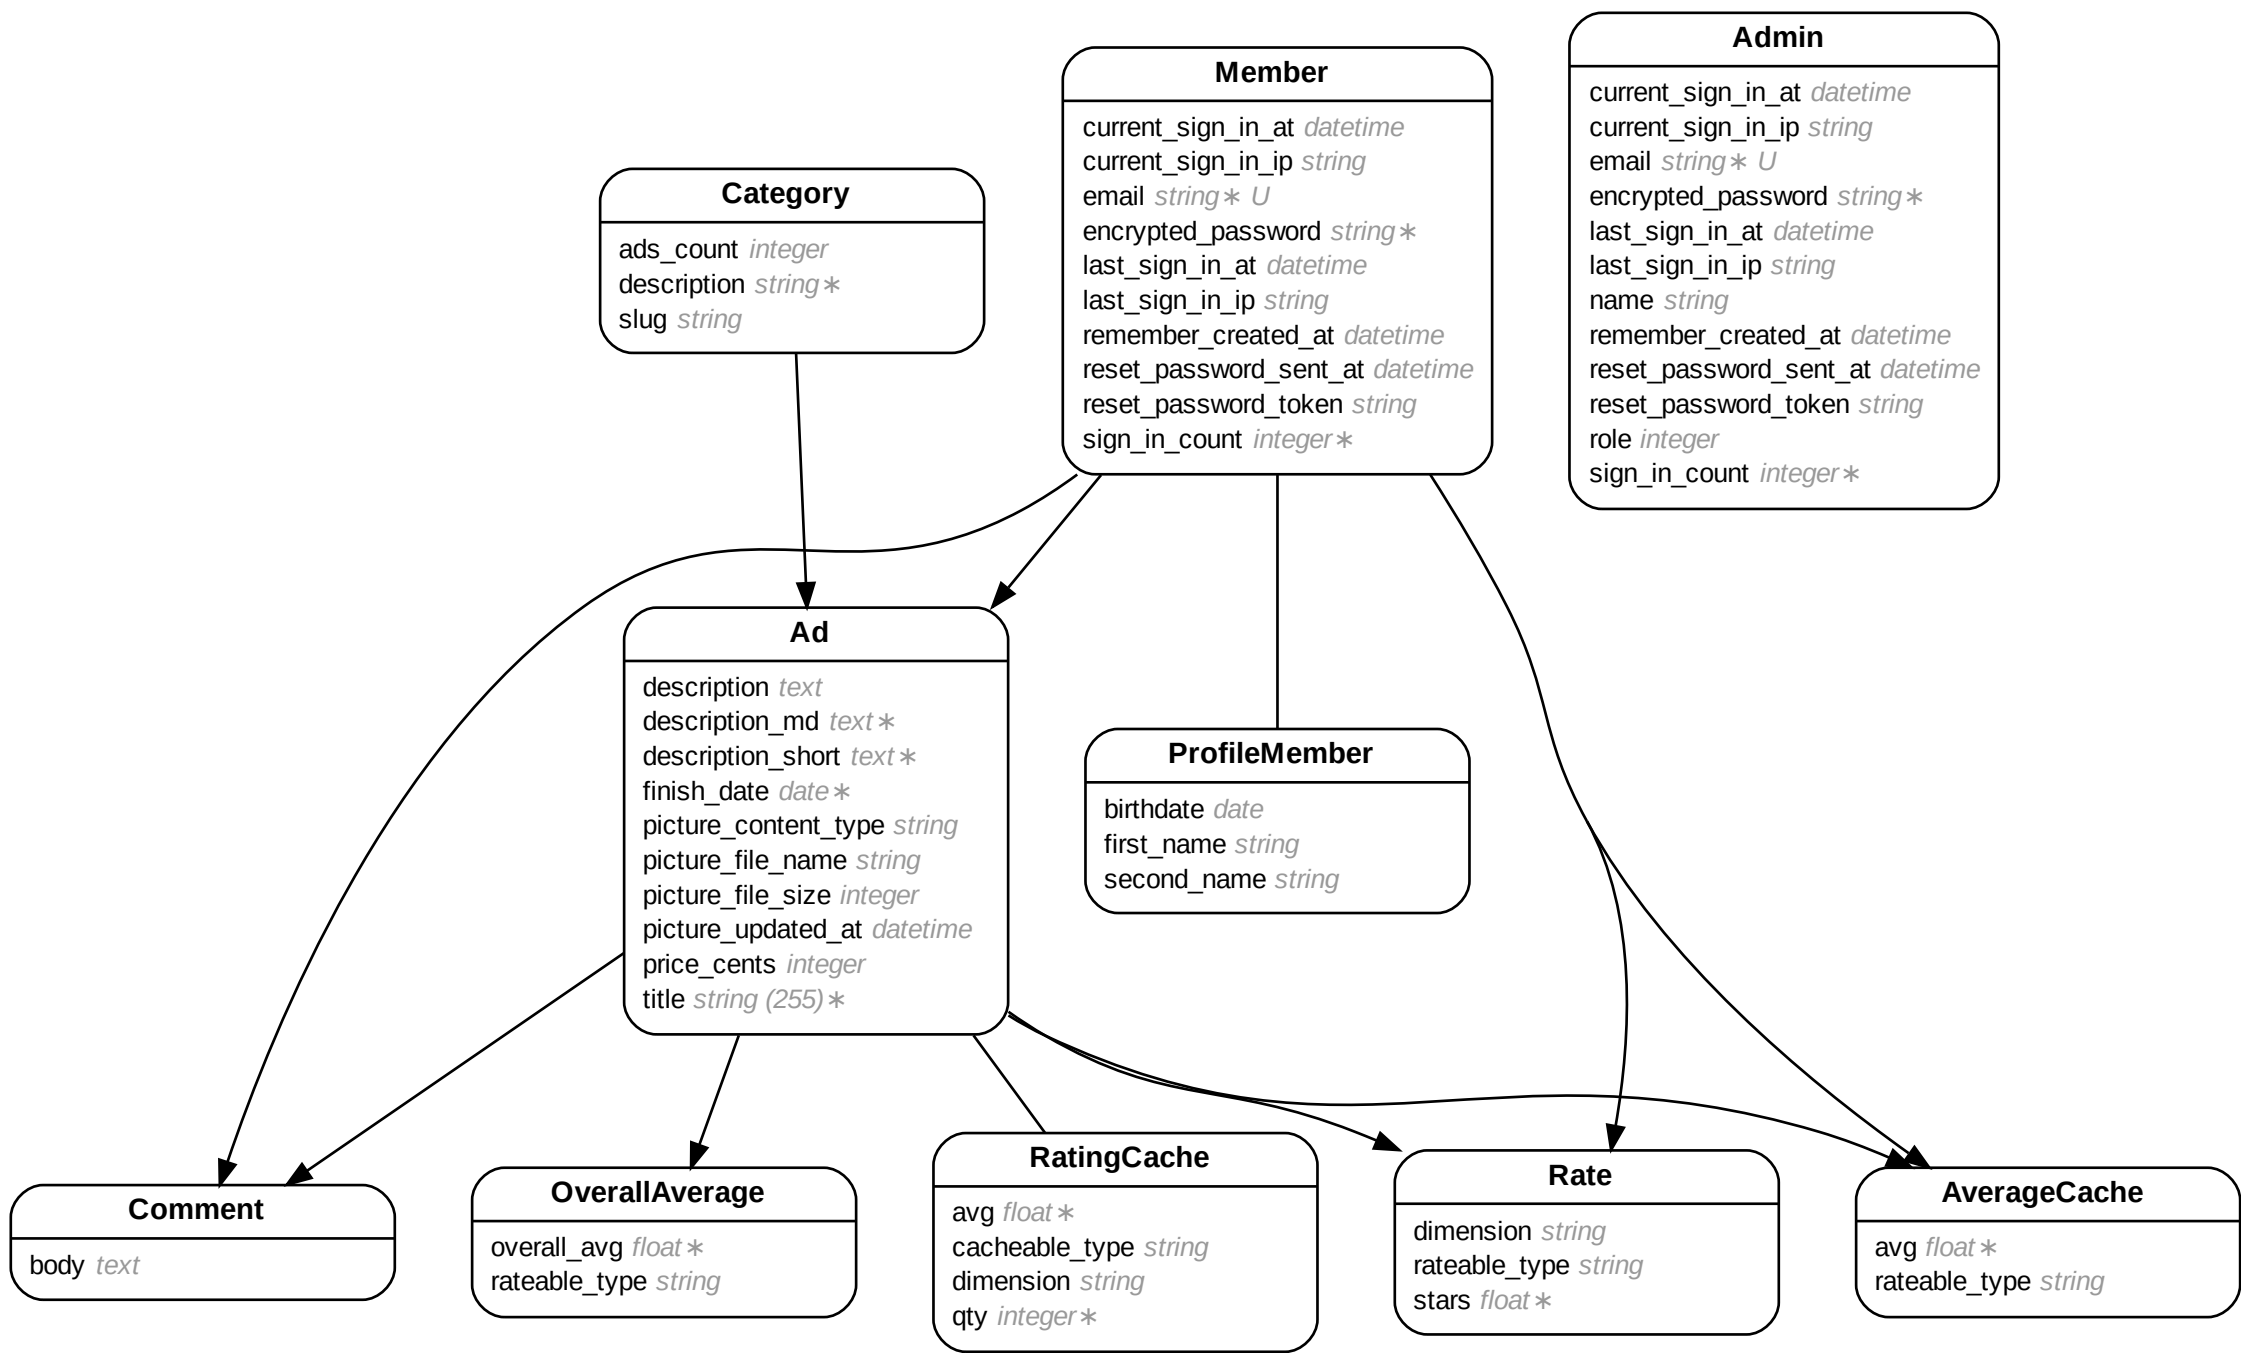 Admin
current_sign_in_at datetime
current_sign_in_ip string
email string∗ U
encrypted_password string∗
last_sign_in_at datetime
last_sign_in_ip string
name string
remember_created_at datetime
reset_password_sent_at datetime
reset_password_token string
role integer
sign_in_count integer∗
Member
current_sign_in_at datetime
current_sign_in_ip string
email string∗ U
encrypted_password string∗
last_sign_in_at datetime
last_sign_in_ip string
remember_created_at datetime
reset_password_sent_at datetime
reset_password_token string
sign_in_count integer∗
Category
ads_count integer
description string∗
slug string
Ad
description text
description_md text∗
description_short text∗
finish_date date∗
picture_content_type string
picture_file_name string
picture_file_size integer
picture_updated_at datetime
price_cents integer
title string (255)∗
ProfileMember
birthdate date
first_name string
second_name string
Comment
body text
OverallAverage
overall_avg float∗
rateable_type string
RatingCache
avg float∗
cacheable_type string
dimension string
qty integer∗
Rate
dimension string
rateable_type string
stars float∗
AverageCache
avg float∗
rateable_type string